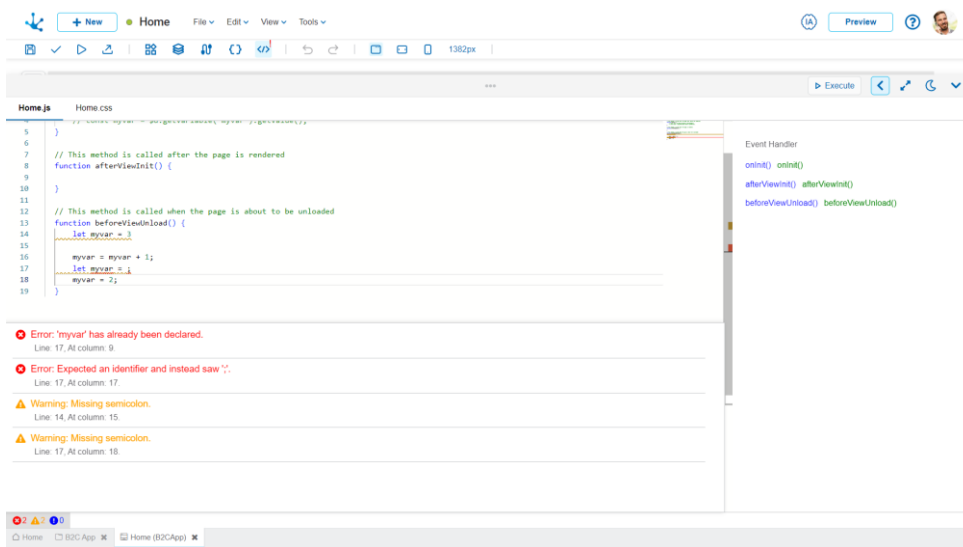 + New
Home
File
Edit
View
Tools
IA
Preview
?
</>
1382px
Execute
Home.js
Home.css
4 // const myvar = $d.getVariable('myvar').getValue();
5 }
6
7 // This method is called after the page is rendered
8 function afterViewInit() {
9
10 }
11
12 // This method is called when the page is about to be unloaded
13 function beforeViewUnload() {
14 let myvar = 3
15
16 myvar = myvar + 1;
17 let myvar = ;
18 myvar = 2;
19 }
Event Handler
onInit() onInit()
afterViewInit() afterViewInit()
beforeViewUnload() beforeViewUnload()
Error: 'myvar' has already been declared.
Line: 17, At column: 9.
Error: Expected an identifier and instead saw ';'.
Line: 17, At column: 17.
Warning: Missing semicolon.
Line: 14, At column: 15.
Warning: Missing semicolon.
Line: 17, At column: 18.
2 2 0
Home
B2C App
Home (B2CApp)